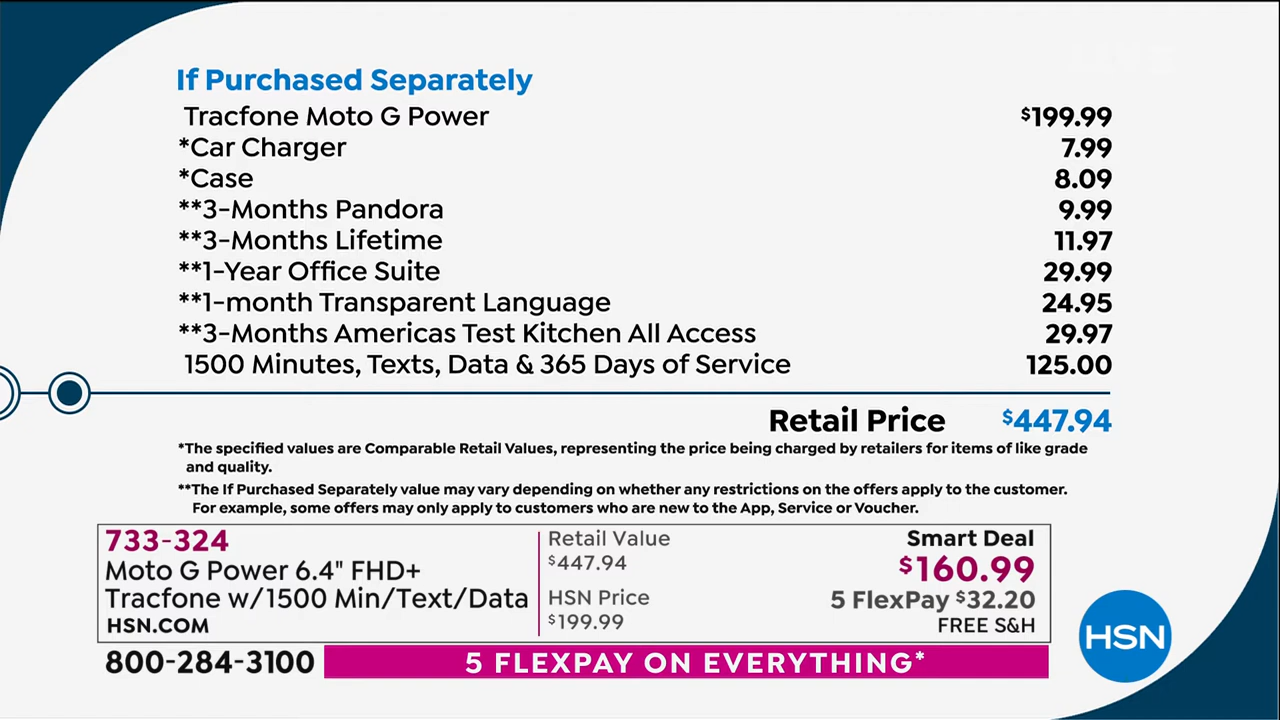 If Purchased Separately
Tracfone Moto G Power $199.99
*Car Charger 7.99
*Case 8.09
**3-Months Pandora 9.99
**3-Months Lifetime 11.97
**1-Year Office Suite 29.99
**1-month Transparent Language 24.95
**3-Months Americas Test Kitchen All Access 29.97
1500 Minutes, Texts, Data & 365 Days of Service 125.00
Retail Price $447.94
*The specified values are Comparable Retail Values, representing the price being charged by retailers for items of like grade
and quality.
**The If Purchased Separately value may vary depending on whether any restrictions on the offers apply to the customer.
For example, some offers may only apply to customers who are new to the App, Service or Voucher.
733-324
Moto G Power 6.4" FHD+
Tracfone w/1500 Min/Text/Data
HSN.COM
Retail Value
$447.94
HSN Price
$199.99
Smart Deal
$160.99
5 FlexPay $32.20
FREE S&H
HSN
800-284-3100
5 FLEXPAY ON EVERYTHING*